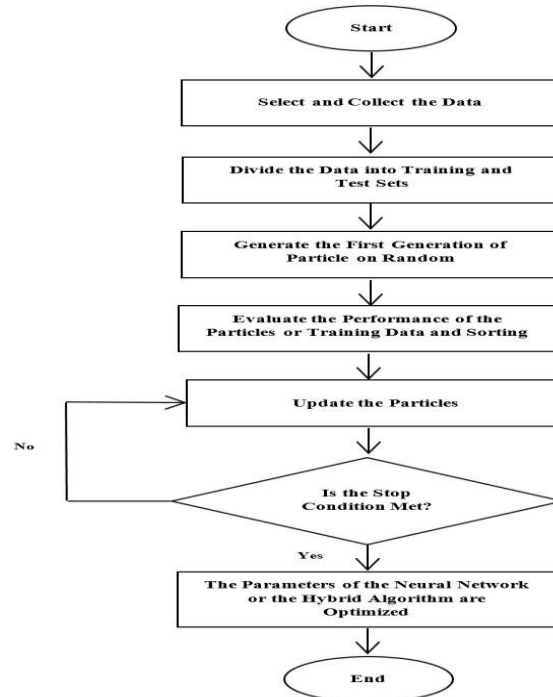 Start
Select and Collect the Data
Divide the Data into Training and
Test Sets
Generate the First Generation of
Particle on Random
Evaluate the Performance of the
Particles or Training Data and Sorting
Update the Particles
No
Is the Stop
Condition Met?
Yes
The Parameters of the Neural Network
or the Hybrid Algorithm are
Optimized
End